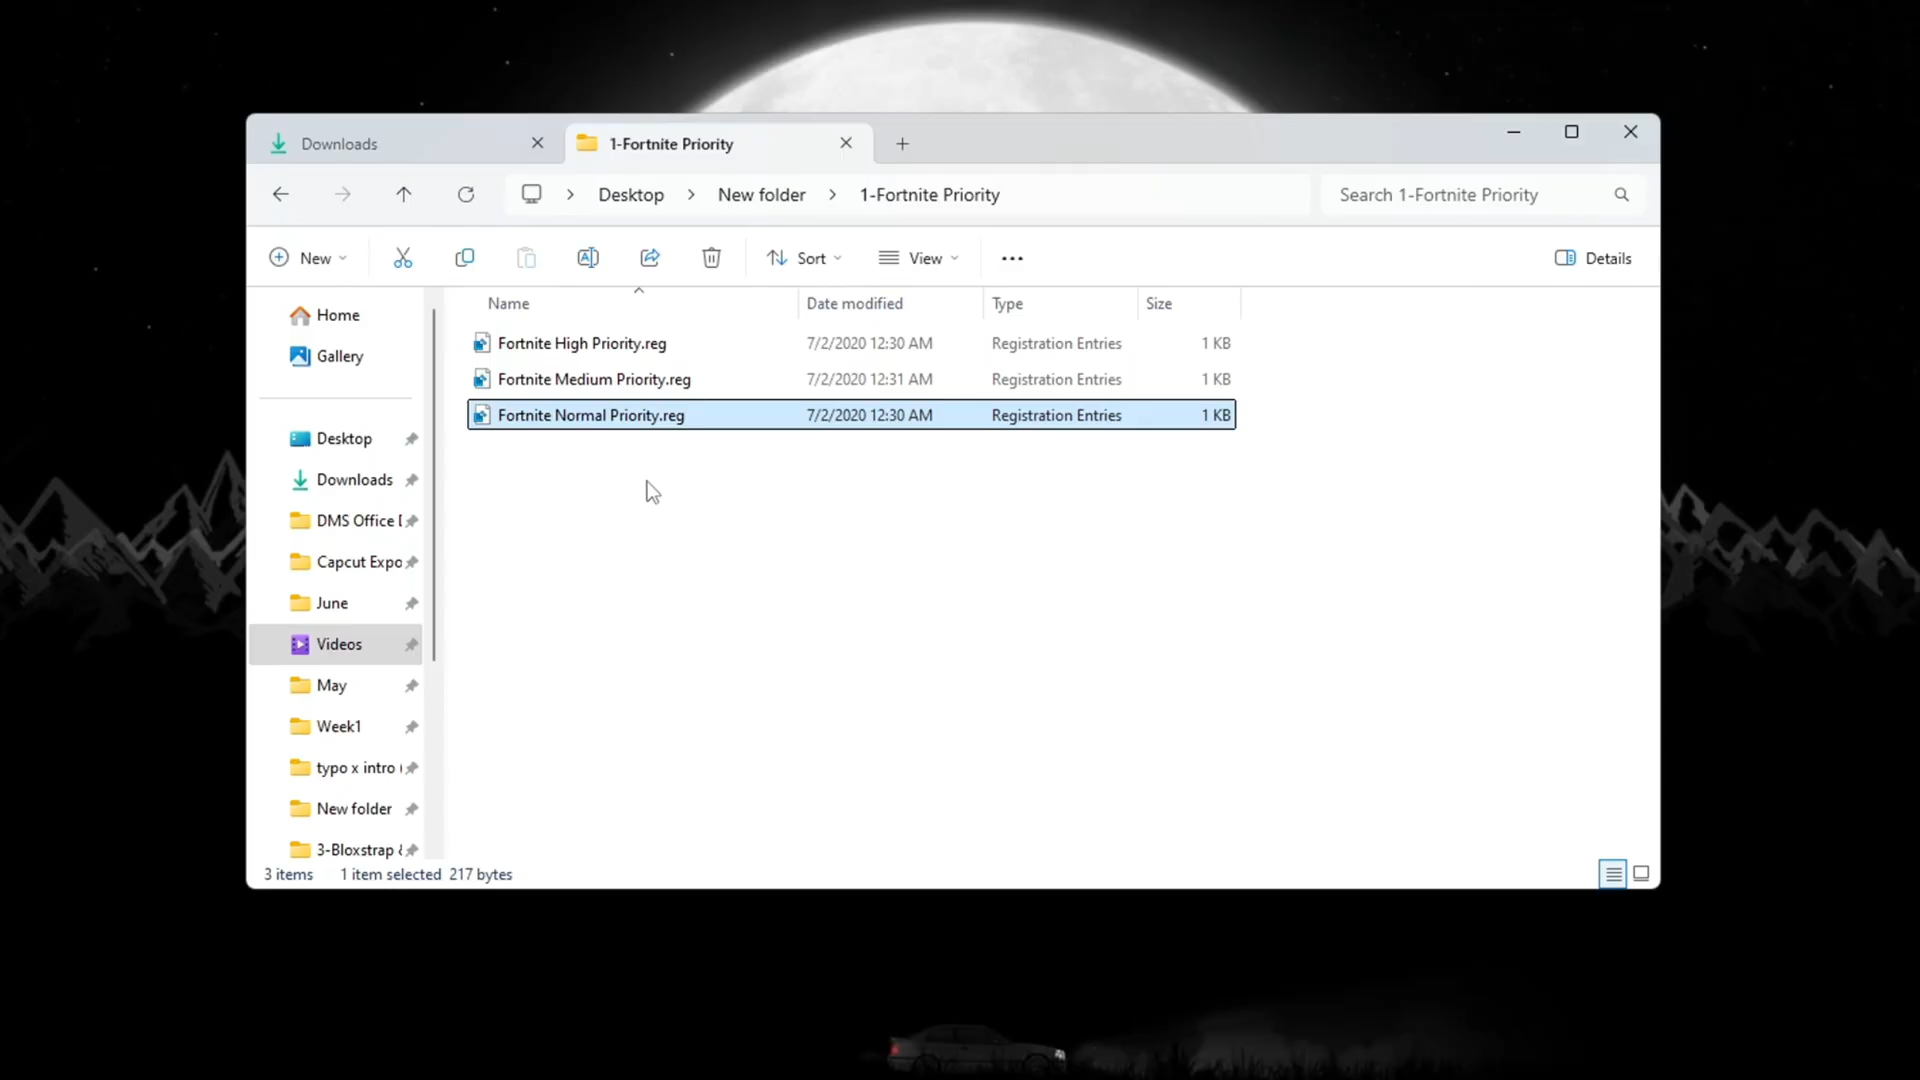 Downloads
1-Fortnite Priority
Desktop
New folder
1-Fortnite Priority
Search 1-Fortnite Priority
New
Sort
View
Details
Name
Date modified
Type
Size
Fortnite High Priority.reg
7/2/2020 12:30 AM
Registration Entries
1 KB
Fortnite Medium Priority.reg
7/2/2020 12:31 AM
Registration Entries
1 KB
Fortnite Normal Priority.reg
7/2/2020 12:30 AM
Registration Entries
1 KB
Home
Gallery
Desktop
Downloads
DMS Office
Capcut Expo
June
Videos
May
Week1
typo x intro
New folder
3-Bloxstrap
3 items
1 item selected 217 bytes